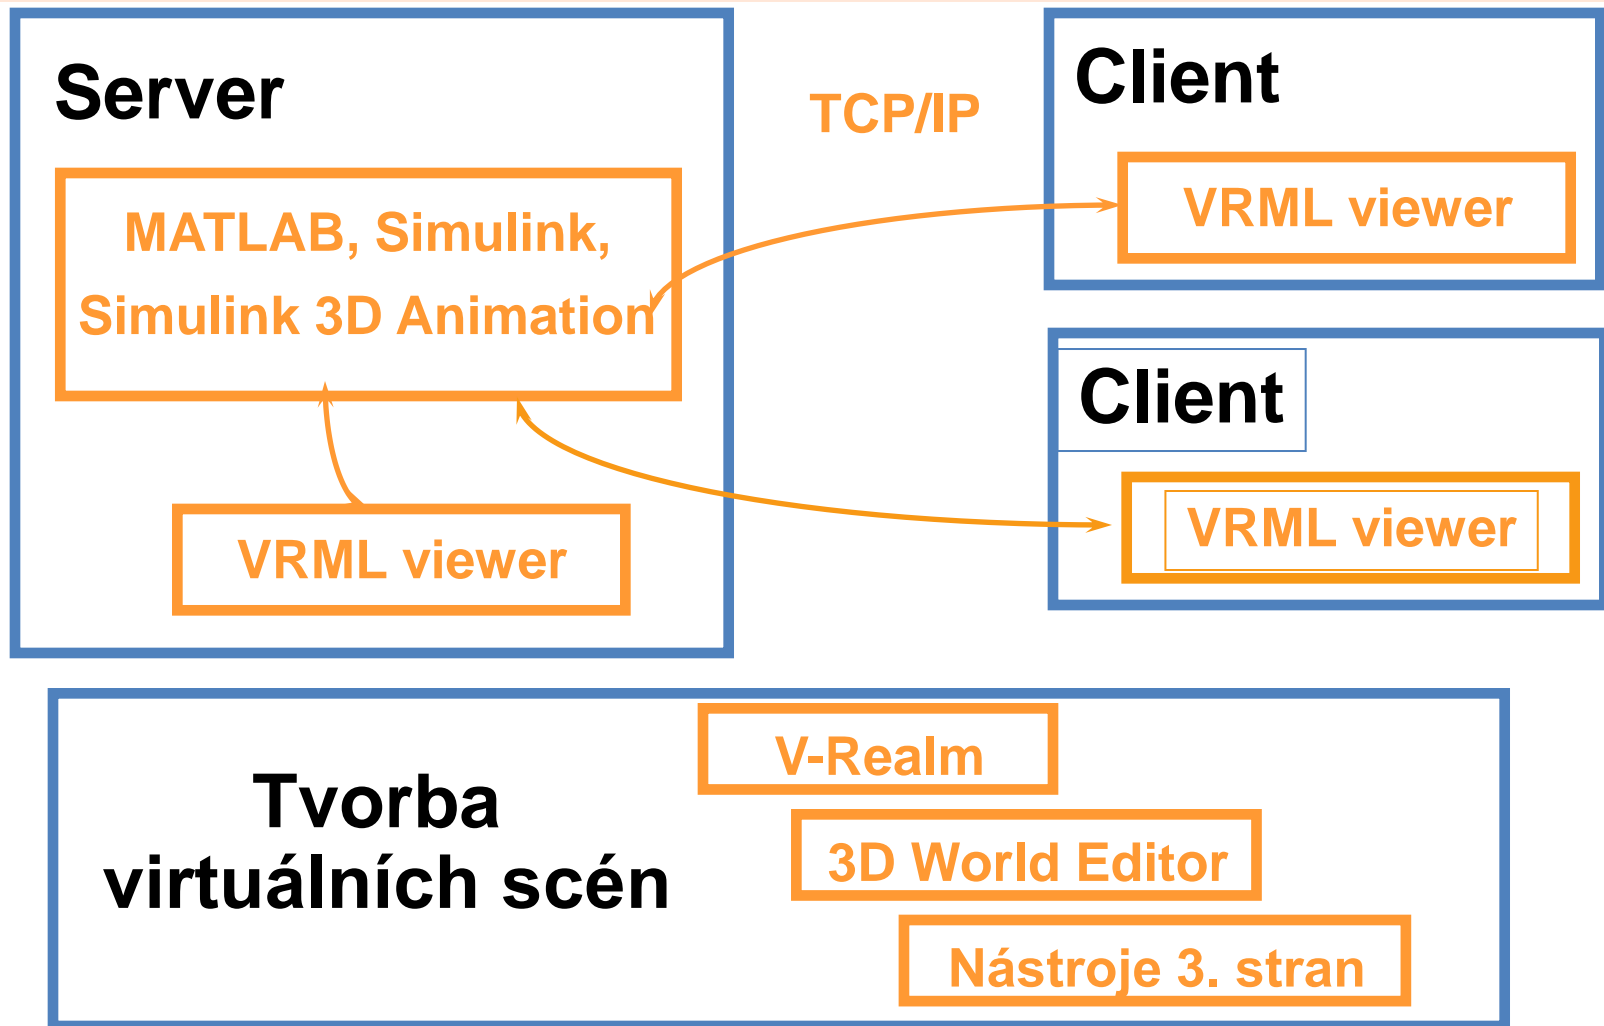 Server
MATLAB, Simulink,
Simulink 3D Animation
VRML viewer
TCP/IP
Client
VRML viewer
Client
VRML viewer
Tvorba
virtuálních scén
V-Realm
3D World Editor
Nástroje 3. stran